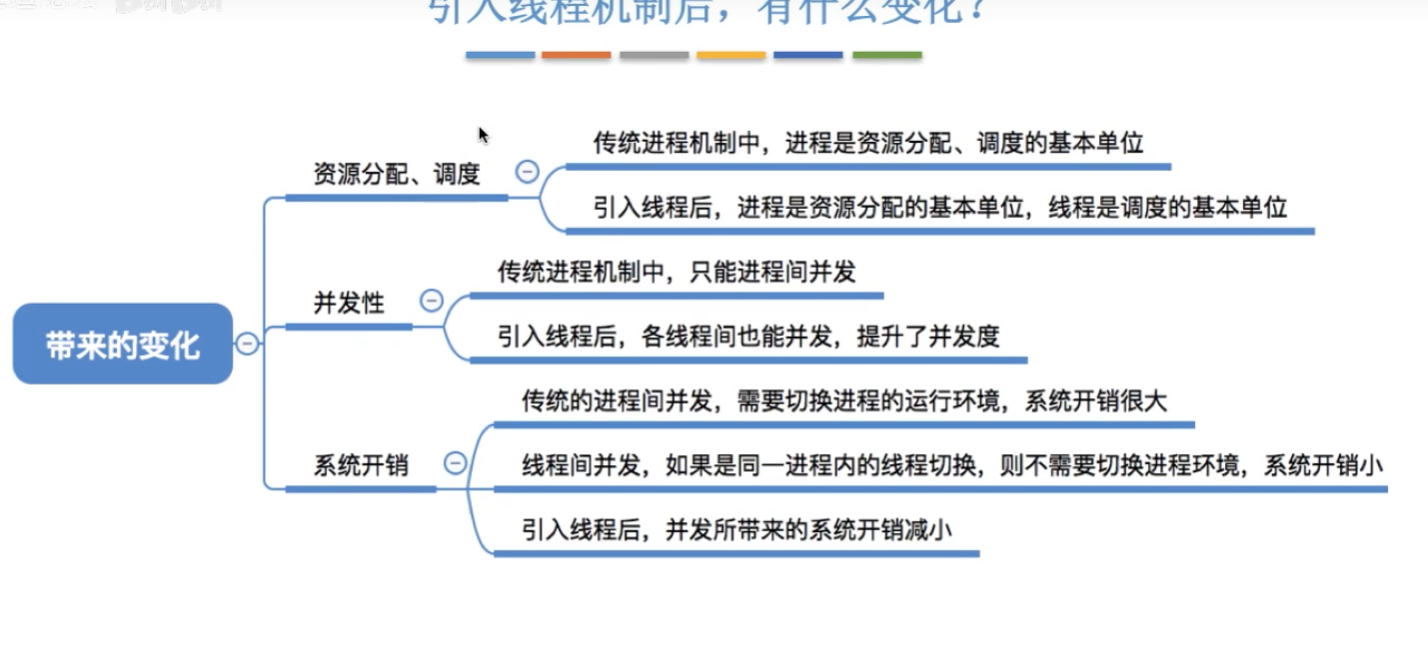 引入线程机制后，有什么变化？
传统进程机制中，进程是资源分配、调度的基本单位
资源分配、调度
引入线程后，进程是资源分配的基本单位，线程是调度的基本单位
传统进程机制中，只能进程间并发
并发性
引入线程后，各线程间也能并发，提升了并发度
带来的变化
传统的进程间并发，需要切换进程的运行环境，系统开销很大
系统开销
线程间并发，如果是同一进程内的线程切换，则不需要切换进程环境，系统开销小
引入线程后，并发所带来的系统开销减小